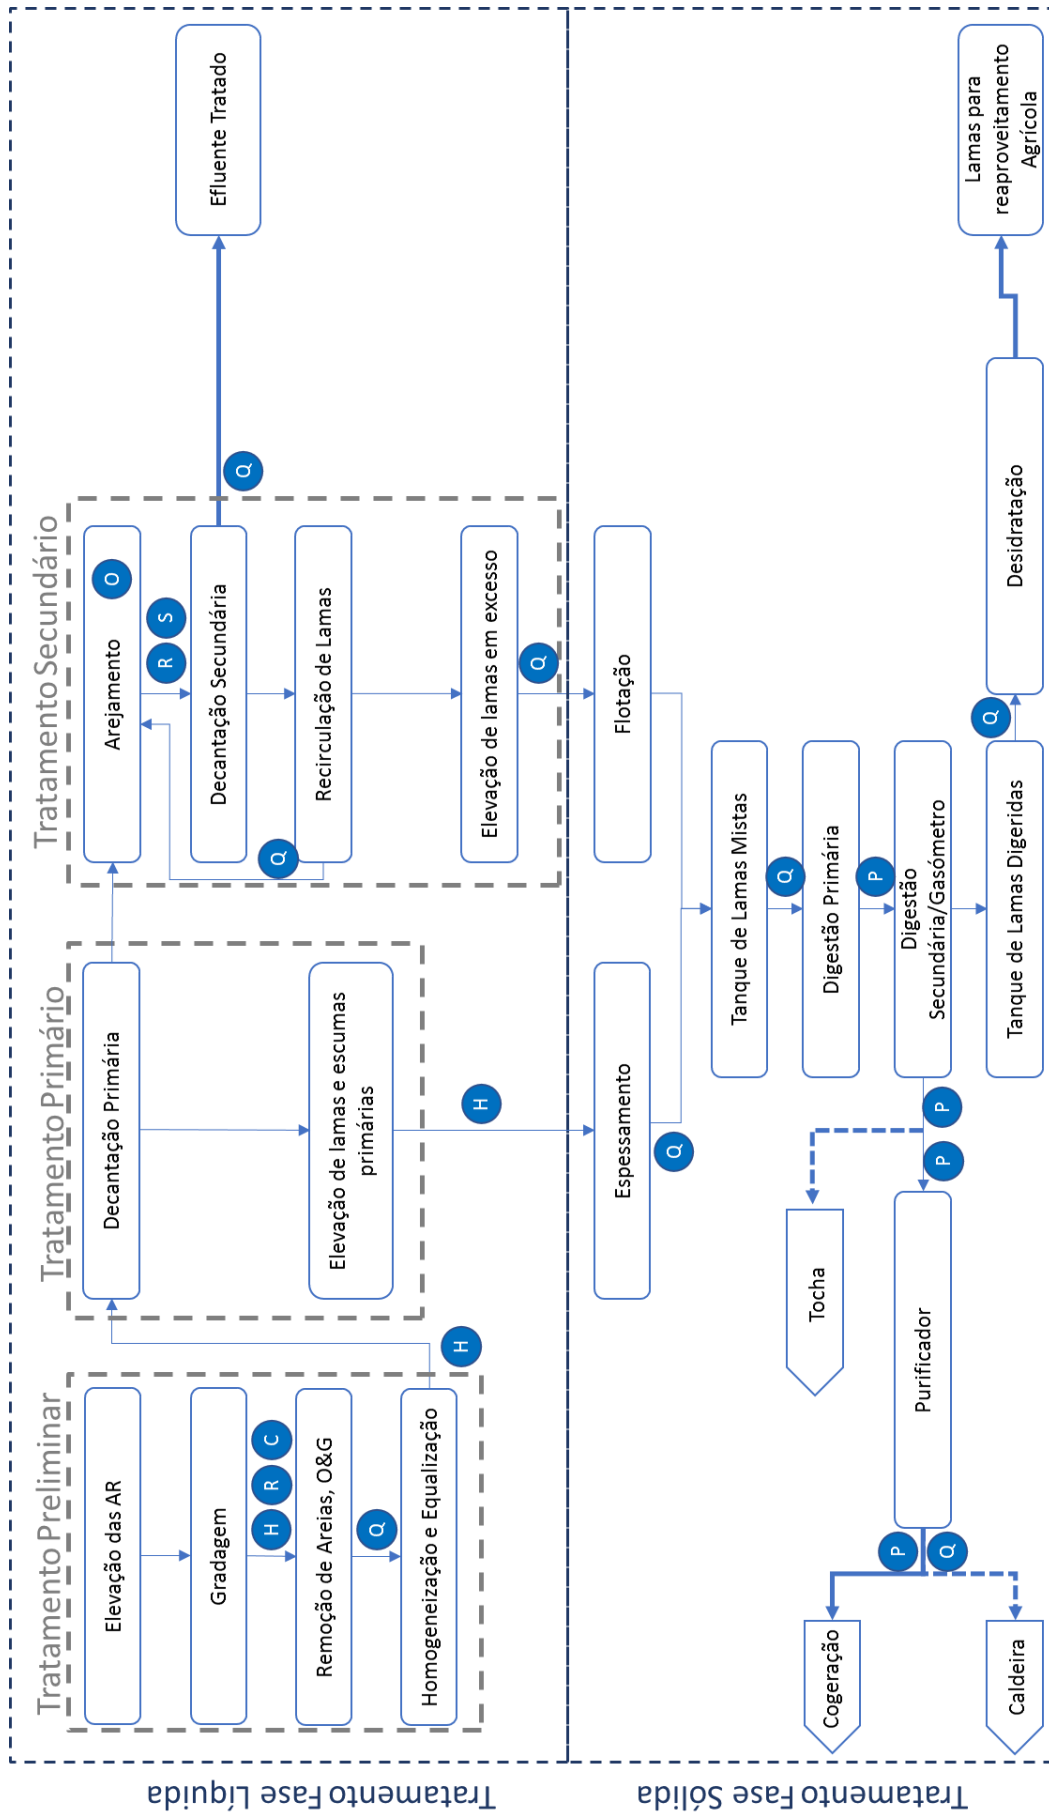 Tratamento Fase Líquida
Tratamento Preliminar
Elevação das AR
Gradagem
H
R
C
Remoção de Areias, O&G
Q
Homogeneização e Equalização
H
Tratamento Primário
Decantação Primária
Elevação de lamas e escumas
primárias
H
Tratamento Secundário
Arejamento
O
R
S
Decantação Secundária
Q
Efluente Tratado
Recirculação de Lamas
Q
Elevação de lamas em excesso
Q
Tratamento Fase Sólida
Espessamento
Q
Flotação
Tanque de Lamas Mistas
Q
Digestão Primária
P
Digestão
Secundária/Gasómetro
P
P
Tocha
Purificador
P
Q
Cogeração
Caldeira
Tanque de Lamas Digeridas
Q
Desidratação
Lamas para
reaproveitamento
Agrícola